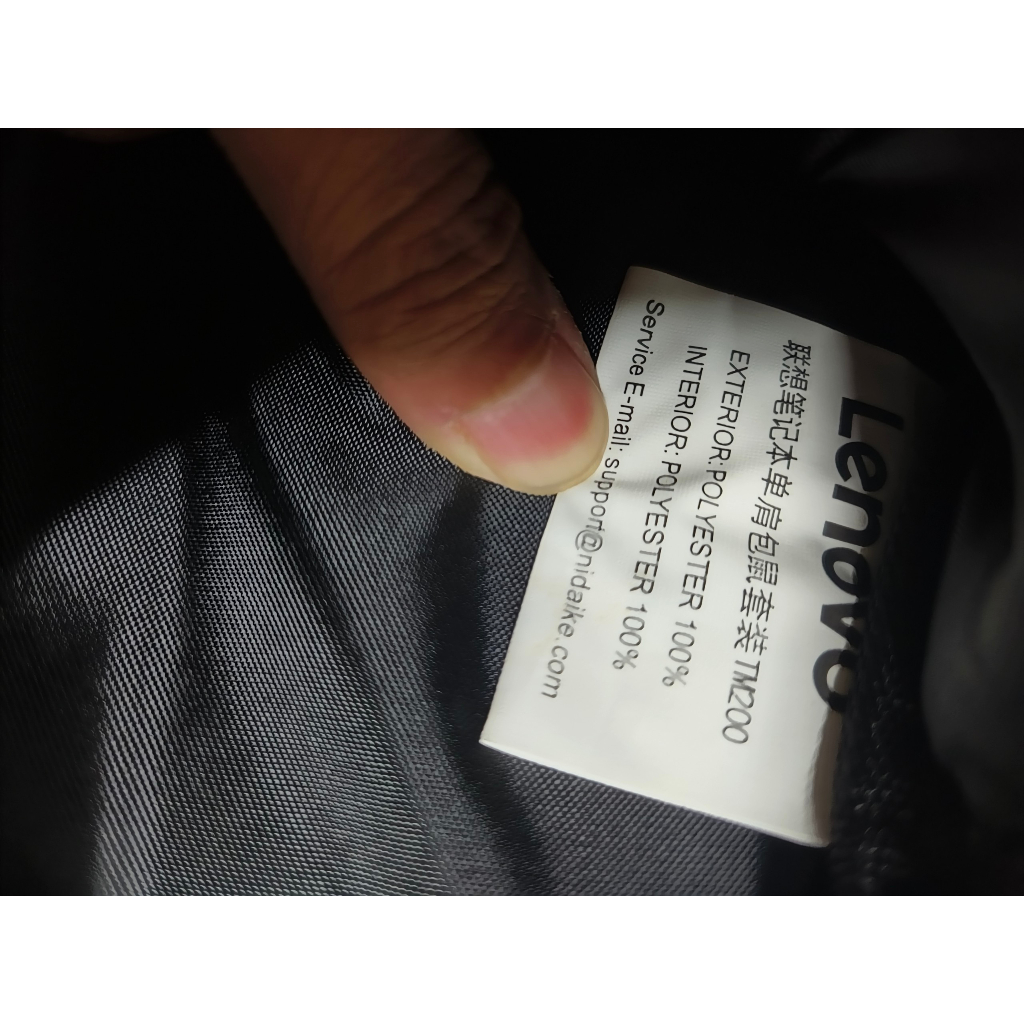 Lenovo
联想笔记本单肩包鼠套装 TM200
EXTERIOR:POLYESTER 100%
INTERIOR: POLYESTER 100%
Service E-mail: support@nidaike.com